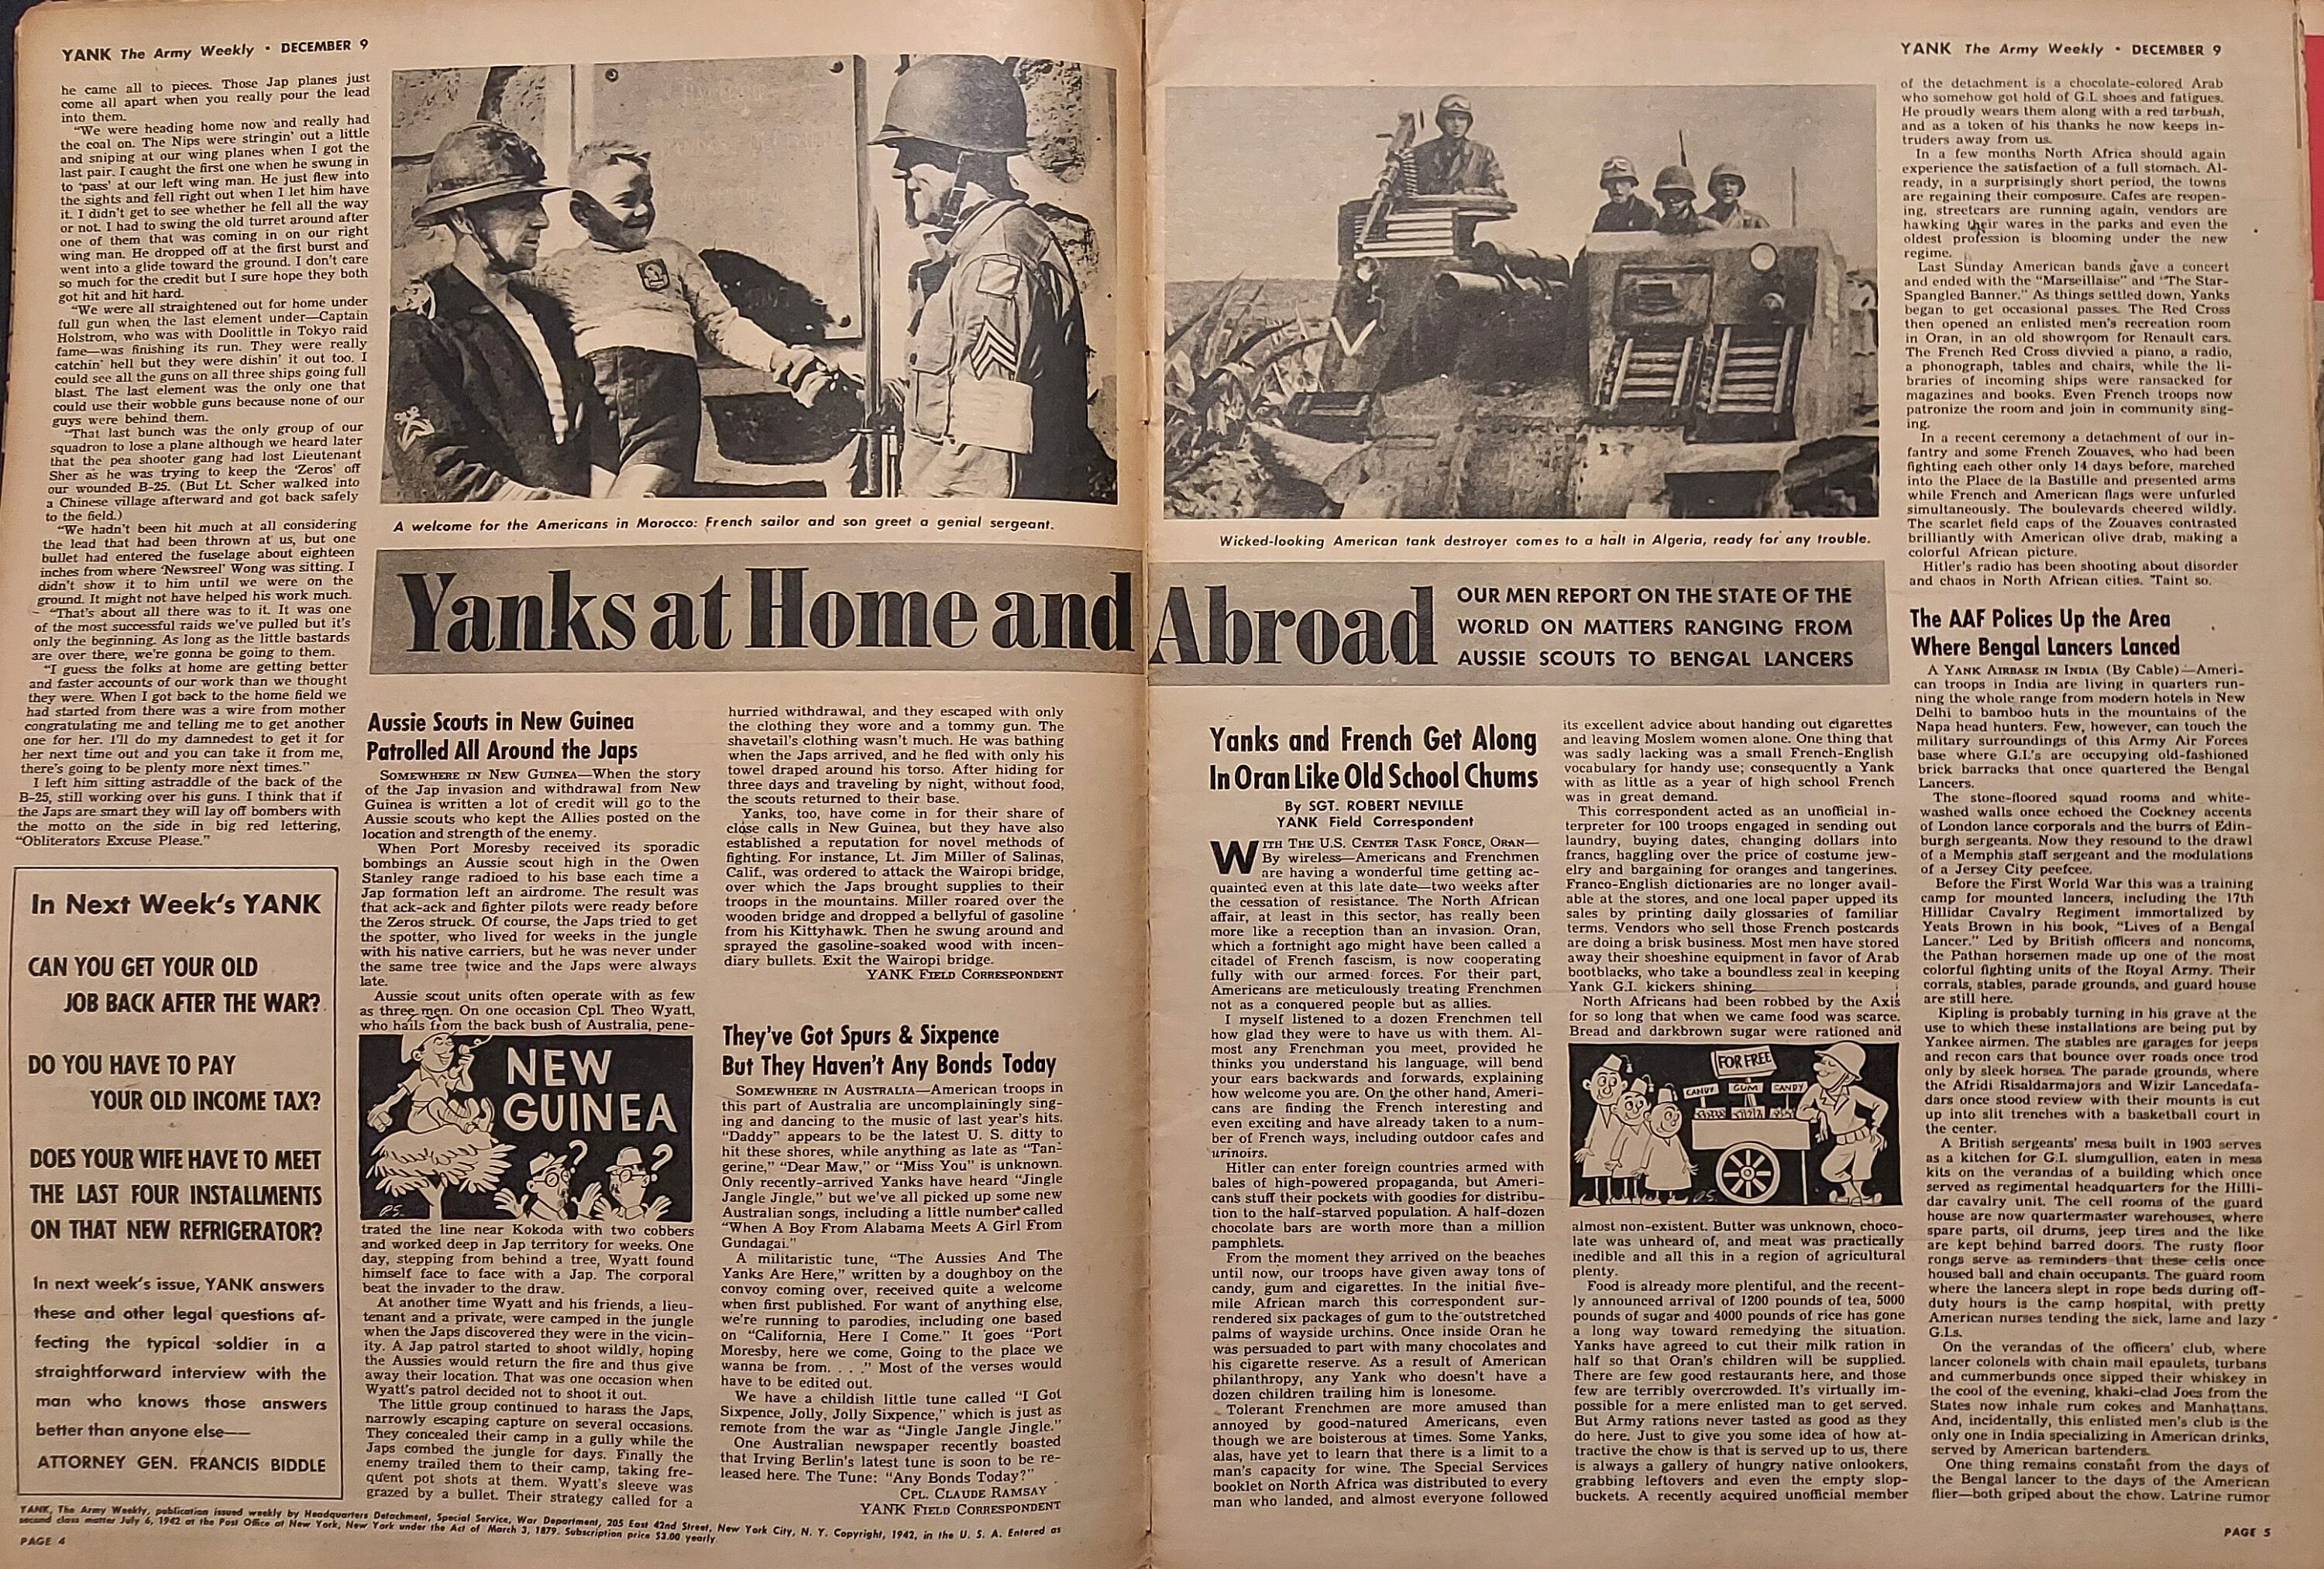 YANK The Army Weekly • DECEMBER 9
he came all to pieces. Those Jap planes just
come all apart when you really pour the lead
into them.
"We were heading home now and really had
the coal on. The Nips were stringin' out a little
and sniping at our wing planes when I got the
last pair. I caught the first one when he swung in
to 'pass' at our left wing man. He just flew into
the sights and fell right out when I let him have
it. I didn't get to see whether he fell all the way
or not. I had to swing the old turret around after
one of them that was coming in on our right
wing man. He dropped off at the first burst and
went into a glide toward the ground. I don't care
so much for the credit but I sure hope they both
got hit and hit hard.
"We were all straightened out for home under
full gun when the last element under—Captain
Holstrom, who was with Doolittle in Tokyo raid
fame—was finishing its run. They were really
catchin' hell but they were dishin' it out too. I
could see all the guns on all three ships going full
blast. The last element was the only one that
could use their wobble guns because none of our
guys were behind them.
"That last bunch was the only group of our
squadron to lose a plane although we heard later
that the pea shooter gang had lost Lieutenant
Sher as he was trying to keep the 'Zeros' off
our wounded B-25. (But Lt. Scher walked into
a Chinese village afterward and got back safely
to the field.)
"We hadn't been hit much at all considering
the lead that had been thrown at us, but one
bullet had entered the fuselage about eighteen
inches from where 'Newsreel' Wong was sitting. I
didn't show it to him until we were on the
ground. It might not have helped his work much.
"That's about all there was to it. It was one
of the most successful raids we've pulled but it's
only the beginning. As long as the little bastards
are over there, we're gonna be going to them.
"I guess the folks at home are getting better
and faster accounts of our work than we thought
they were. When I got back to the home field we
had started from there was a wire from mother
congratulating me and telling me to get another
one for her. I'll do my damnedest to get it for
her next time out and you can take it from me,
there's going to be plenty more next times."
I left him sitting astraddle of the back of the
B-25, still working over his guns. I think that if
the Japs are smart they will lay off bombers with
the motto on the side in big red lettering,
"Obliterators Excuse Please."
In Next Week's YANK
CAN YOU GET YOUR OLD
JOB BACK AFTER THE WAR?
DO YOU HAVE TO PAY
YOUR OLD INCOME TAX?
DOES YOUR WIFE HAVE TO MEET
THE LAST FOUR INSTALLMENTS
ON THAT NEW REFRIGERATOR?
In next week's issue, YANK answers
these and other legal questions af-
fecting the typical soldier in a
straightforward interview with the
man who knows those answers
better than anyone else—
ATTORNEY GEN. FRANCIS BIDDLE
A welcome for the Americans in Morocco: French sailor and son greet a genial sergeant.
Wicked-looking American tank destroyer comes to a halt in Algeria, ready for any trouble.
Yanks at Home and Abroad
OUR MEN REPORT ON THE STATE OF THE
WORLD ON MATTERS RANGING FROM
AUSSIE SCOUTS TO BENGAL LANCERS
Aussie Scouts in New Guinea
Patrolled All Around the Japs
SOMEWHERE IN NEW GUINEA—When the story
of the Jap invasion and withdrawal from New
Guinea is written a lot of credit will go to the
Aussie scouts who kept the Allies posted on the
location and strength of the enemy.
When Port Moresby received its sporadic
bombings an Aussie scout high in the Owen
Stanley range radioed to his base each time a
Jap formation left an airdrome. The result was
that ack-ack and fighter pilots were ready before
the Zeros struck. Of course, the Japs tried to get
the spotter, who lived for weeks in the jungle
with his native carriers, but he was never under
the same tree twice and the Japs were always
late.
Aussie scout units often operate with as few
as three men. On one occasion Cpl. Theo Wyatt,
who hails from the back bush of Australia, pene-
NEW
GUINEA
? ?
P.S.
trated the line near Kokoda with two cobbers
and worked deep in Jap territory for weeks. One
day, stepping from behind a tree, Wyatt found
himself face to face with a Jap. The corporal
beat the invader to the draw.
At another time Wyatt and his friends, a lieu-
tenant and a private, were camped in the jungle
when the Japs discovered they were in the vicin-
ity. A Jap patrol started to shoot wildly, hoping
the Aussies would return the fire and thus give
away their location. That was one occasion when
Wyatt's patrol decided not to shoot it out.
The little group continued to harass the Japs,
narrowly escaping capture on several occasions.
They concealed their camp in a gully while the
Japs combed the jungle for days. Finally the
enemy trailed them to their camp, taking fre-
quent pot shots at them. Wyatt's sleeve was
grazed by a bullet. Their strategy called for a
hurried withdrawal, and they escaped with only
the clothing they wore and a tommy gun. The
shavetail's clothing wasn't much. He was bathing
when the Japs arrived, and he fled with only his
towel draped around his torso. After hiding for
three days and traveling by night, without food,
the scouts returned to their base.
Yanks, too, have come in for their share of
close calls in New Guinea, but they have also
established a reputation for novel methods of
fighting. For instance, Lt. Jim Miller of Salinas,
Calif., was ordered to attack the Wairopi bridge,
over which the Japs brought supplies to their
troops in the mountains. Miller roared over the
wooden bridge and dropped a bellyful of gasoline
from his Kittyhawk. Then he swung around and
sprayed the gasoline-soaked wood with incen-
diary bullets. Exit the Wairopi bridge.
YANK FIELD CORRESPONDENT
They've Got Spurs & Sixpence
But They Haven't Any Bonds Today
SOMEWHERE IN AUSTRALIA—American troops in
this part of Australia are uncomplainingly sing-
ing and dancing to the music of last year's hits.
"Daddy" appears to be the latest U. S. ditty to
hit these shores, while anything as late as "Tan-
gerine," "Dear Maw," or "Miss You" is unknown.
Only recently-arrived Yanks have heard "Jingle
Jangle Jingle," but we've all picked up some new
Australian songs, including a little number called
"When A Boy From Alabama Meets A Girl From
Gundagai."
A militaristic tune, "The Aussies And The
Yanks Are Here," written by a doughboy on the
convoy coming over, received quite a welcome
when first published. For want of anything else,
we're running to parodies, including one based
on "California, Here I Come." It goes "Port
Moresby, here we come, Going to the place we
wanna be from. . . ." Most of the verses would
have to be edited out.
We have a childish little tune called "I Got
Sixpence, Jolly, Jolly Sixpence," which is just as
remote from the war as "Jingle Jangle Jingle."
One Australian newspaper recently boasted
that Irving Berlin's latest tune is soon to be re-
leased here. The Tune: "Any Bonds Today?"
CPL. CLAUDE RAMSAY
YANK FIELD CORRESPONDENT
YANK, The Army Weekly, publication issued weekly by Headquarters Detachment, Special Service, War Department, 205 East 42nd Street, New York City, N. Y. Copyright, 1942, in the U. S. A. Entered as
second class matter July 6, 1942 at the Post Office at New York, New York under the Act of March 3, 1879. Subscription price $3.00 yearly.
PAGE 4
YANK The Army Weekly • DECEMBER 9
Yanks and French Get Along
In Oran Like Old School Chums
By SGT. ROBERT NEVILLE
YANK Field Correspondent
WITH THE U.S. CENTER TASK FORCE, ORAN—
By wireless—Americans and Frenchmen
are having a wonderful time getting ac-
quainted even at this late date—two weeks after
the cessation of resistance. The North African
affair, at least in this sector, has really been
more like a reception than an invasion. Oran,
which a fortnight ago might have been called a
citadel of French fascism, is now cooperating
fully with our armed forces. For their part,
Americans are meticulously treating Frenchmen
not as a conquered people but as allies.
I myself listened to a dozen Frenchmen tell
how glad they were to have us with them. Al-
most any Frenchman you meet, provided he
thinks you understand his language, will bend
your ears backwards and forwards, explaining
how welcome you are. On the other hand, Ameri-
cans are finding the French interesting and
even exciting and have already taken to a num-
ber of French ways, including outdoor cafes and
urinoirs.
Hitler can enter foreign countries armed with
bales of high-powered propaganda, but Ameri-
cans stuff their pockets with goodies for distribu-
tion to the half-starved population. A half-dozen
chocolate bars are worth more than a million
pamphlets.
From the moment they arrived on the beaches
until now, our troops have given away tons of
candy, gum and cigarettes. In the initial five-
mile African march this correspondent sur-
rendered six packages of gum to the outstretched
palms of wayside urchins. Once inside Oran he
was persuaded to part with many chocolates and
his cigarette reserve. As a result of American
philanthropy, any Yank who doesn't have a
dozen children trailing him is lonesome.
Tolerant Frenchmen are more amused than
annoyed by good-natured Americans, even
though we are boisterous at times. Some Yanks,
alas, have yet to learn that there is a limit to a
man's capacity for wine. The Special Services
booklet on North Africa was distributed to every
man who landed, and almost everyone followed
its excellent advice about handing out cigarettes
and leaving Moslem women alone. One thing that
was sadly lacking was a small French-English
vocabulary for handy use; consequently a Yank
with as little as a year of high school French
was in great demand.
This correspondent acted as an unofficial in-
terpreter for 100 troops engaged in sending out
laundry, buying dates, changing dollars into
francs, haggling over the price of costume jew-
elry and bargaining for oranges and tangerines.
Franco-English dictionaries are no longer avail-
able at the stores, and one local paper upped its
sales by printing daily glossaries of familiar
terms. Vendors who sell those French postcards
are doing a brisk business. Most men have stored
away their shoeshine equipment in favor of Arab
bootblacks, who take a boundless zeal in keeping
Yank G.I. kickers shining.
North Africans had been robbed by the Axis
for so long that when we came food was scarce.
Bread and darkbrown sugar were rationed and
FOR FREE
CANDY GUM CANDY
P.S.
almost non-existent. Butter was unknown, choco-
late was unheard of, and meat was practically
inedible and all this in a region of agricultural
plenty.
Food is already more plentiful, and the recent-
ly announced arrival of 1200 pounds of tea, 5000
pounds of sugar and 4000 pounds of rice has gone
a long way toward remedying the situation.
Yanks have agreed to cut their milk ration in
half so that Oran's children will be supplied.
There are few good restaurants here, and those
few are terribly overcrowded. It's virtually im-
possible for a mere enlisted man to get served.
But Army rations never tasted as good as they
do here. Just to give you some idea of how at-
tractive the chow is that is served up to us, there
is always a gallery of hungry native onlookers,
grabbing leftovers and even the empty slop-
buckets. A recently acquired unofficial member
of the detachment is a chocolate-colored Arab
who somehow got hold of G.I. shoes and fatigues.
He proudly wears them along with a red tarbush,
and as a token of his thanks he now keeps in-
truders away from us.
In a few months North Africa should again
experience the satisfaction of a full stomach. Al-
ready, in a surprisingly short period, the towns
are regaining their composure. Cafes are reopen-
ing, streetcars are running again, vendors are
hawking their wares in the parks and even the
oldest profession is blooming under the new
regime.
Last Sunday American bands gave a concert
and ended with the "Marseillaise" and "The Star-
Spangled Banner." As things settled down, Yanks
began to get occasional passes. The Red Cross
then opened an enlisted men's recreation room
in Oran, in an old showroom for Renault cars.
The French Red Cross divvied a piano, a radio,
a phonograph, tables and chairs, while the li-
braries of incoming ships were ransacked for
magazines and books. Even French troops now
patronize the room and join in community sing-
ing.
In a recent ceremony a detachment of our in-
fantry and some French Zouaves, who had been
fighting each other only 14 days before, marched
into the Place de la Bastille and presented arms
while French and American flags were unfurled
simultaneously. The boulevards cheered wildly.
The scarlet field caps of the Zouaves contrasted
brilliantly with American olive drab, making a
colorful African picture.
Hitler's radio has been shooting about disorder
and chaos in North African cities. 'Taint so.
The AAF Polices Up the Area
Where Bengal Lancers Lanced
A YANK AIRBASE IN INDIA (By Cable)—Ameri-
can troops in India are living in quarters run-
ning the whole range from modern hotels in New
Delhi to bamboo huts in the mountains of the
Napa head hunters. Few, however, can touch the
military surroundings of this Army Air Forces
base where G.I.'s are occupying old-fashioned
brick barracks that once quartered the Bengal
Lancers.
The stone-floored squad rooms and white-
washed walls once echoed the Cockney accents
of London lance corporals and the burrs of Edin-
burgh sergeants. Now they resound to the drawl
of a Memphis staff sergeant and the modulations
of a Jersey City peefcee.
Before the First World War this was a training
camp for mounted lancers, including the 17th
Hillidar Cavalry Regiment immortalized by
Yeats Brown in his book, "Lives of a Bengal
Lancer." Led by British officers and noncoms,
the Pathan horsemen made up one of the most
colorful fighting units of the Royal Army. Their
corrals, stables, parade grounds, and guard house
are still here.
Kipling is probably turning in his grave at the
use to which these installations are being put by
Yankee airmen. The stables are garages for jeeps
and recon cars that bounce over roads once trod
only by sleek horses. The parade grounds, where
the Afridi Risaldarmajors and Wizir Lancedafa-
dars once stood review with their mounts is cut
up into slit trenches with a basketball court in
the center.
A British sergeants' mess built in 1903 serves
as a kitchen for G.I. slumgullion, eaten in mess
kits on the verandas of a building which once
served as regimental headquarters for the Hilli-
dar cavalry unit. The cell rooms of the guard
house are now quartermaster warehouses, where
spare parts, oil drums, jeep tires and the like
are kept behind barred doors. The rusty floor
rongs serve as reminders that these cells once
housed ball and chain occupants. The guard room
where the lancers slept in rope beds during off-
duty hours is the camp hospital, with pretty
American nurses tending the sick, lame and lazy
G.I.s.
On the verandas of the officers' club, where
lancer colonels with chain mail epaulets, turbans
and cummerbunds once sipped their whiskey in
the cool of the evening, khaki-clad Joes from the
States now inhale rum cokes and Manhattans.
And, incidentally, this enlisted men's club is the
only one in India specializing in American drinks,
served by American bartenders.
One thing remains constant from the days of
the Bengal lancer to the days of the American
flier—both griped about the chow. Latrine rumor
PAGE 5